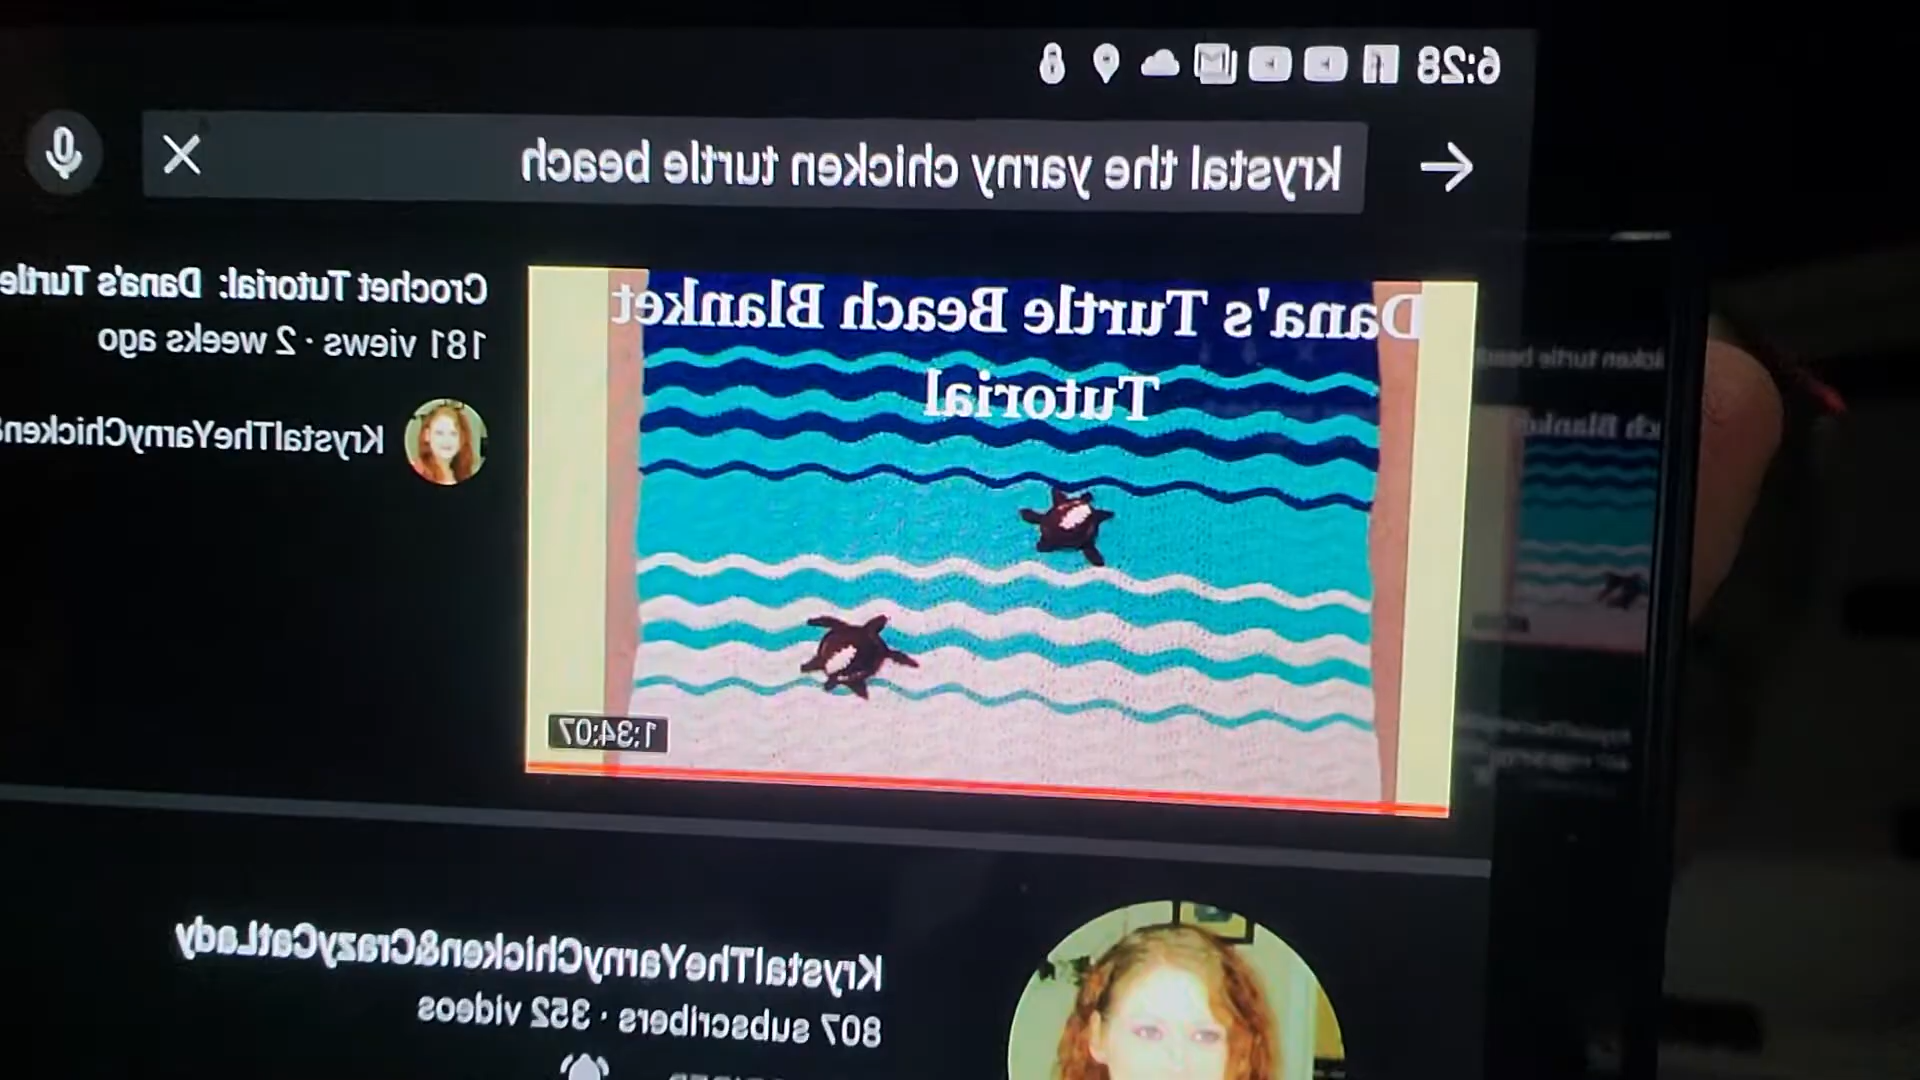 6:28
krystal the yarny chicken turtle beach
Dana's Turtle Beach Blanket
Tutorial
1:34:07
Crochet Tutorial: Dana's Turtle
181 views · 2 weeks ago
KrystalTheYarnyChicken&
KrystalTheYarnyChicken&CrazyCatLady
807 subscribers · 352 videos